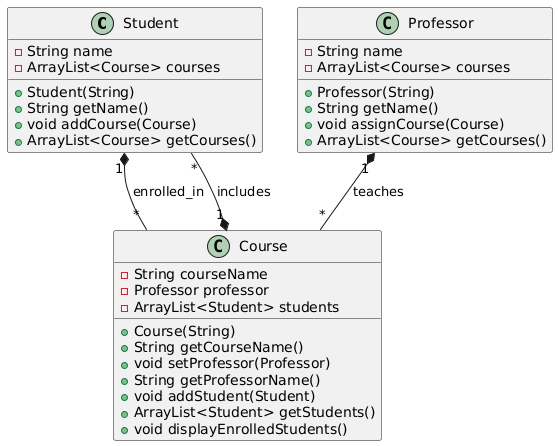 C Student
String name
ArrayList<Course> courses
Student(String)
String getName()
void addCourse(Course)
ArrayList<Course> getCourses()
C Professor
String name
ArrayList<Course> courses
Professor(String)
String getName()
void assignCourse(Course)
ArrayList<Course> getCourses()
1
enrolled_in
*
*
includes
1
1
teaches
*
C Course
String courseName
Professor professor
ArrayList<Student> students
Course(String)
String getCourseName()
void setProfessor(Professor)
String getProfessorName()
void addStudent(Student)
ArrayList<Student> getStudents()
void displayEnrolledStudents()